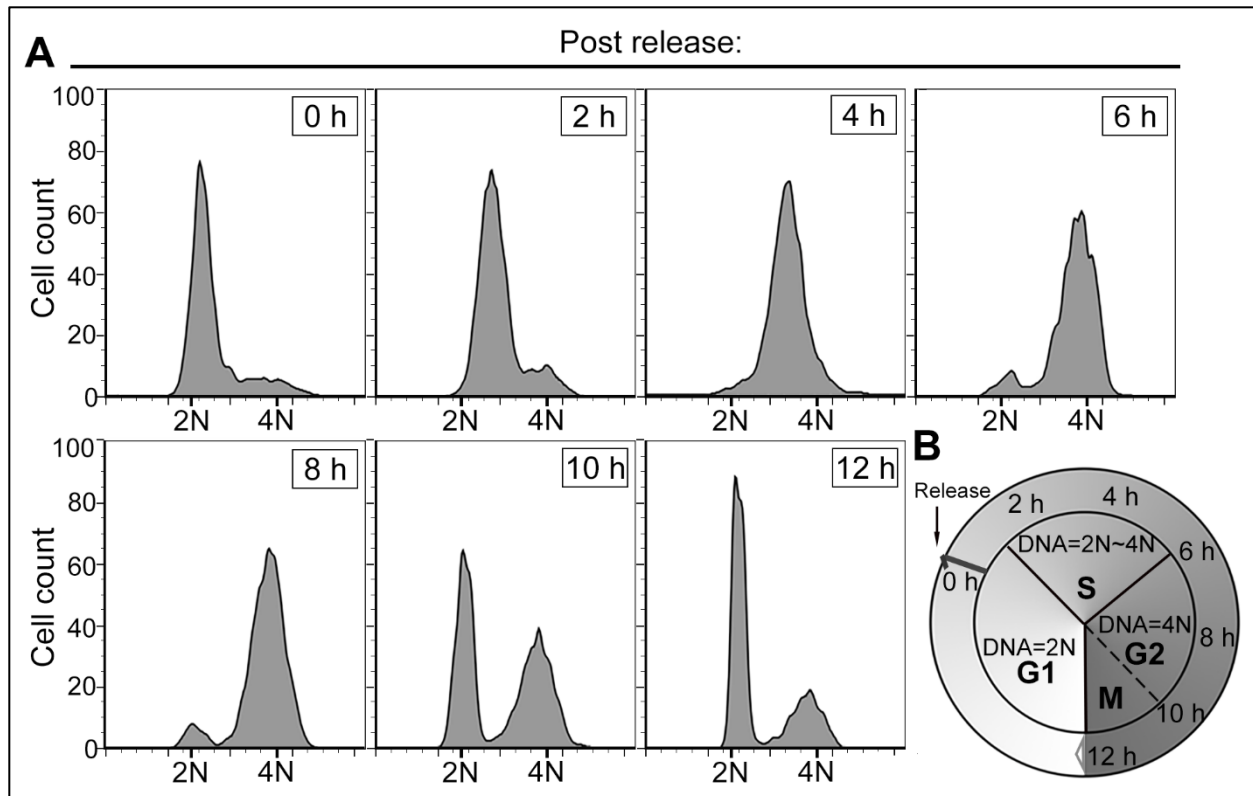 A
Post release:
Cell count
100
80
60
40
20
0
0 h
2N 4N
2 h
2N 4N
4 h
2N 4N
6 h
2N 4N
Cell count
100
80
60
40
20
0
8 h
2N 4N
10 h
2N 4N
12 h
2N 4N
B
Release
0 h
2 h
4 h
6 h
8 h
10 h
12 h
DNA=2N~4N
S
DNA=4N
G2
DNA=2N
G1
M